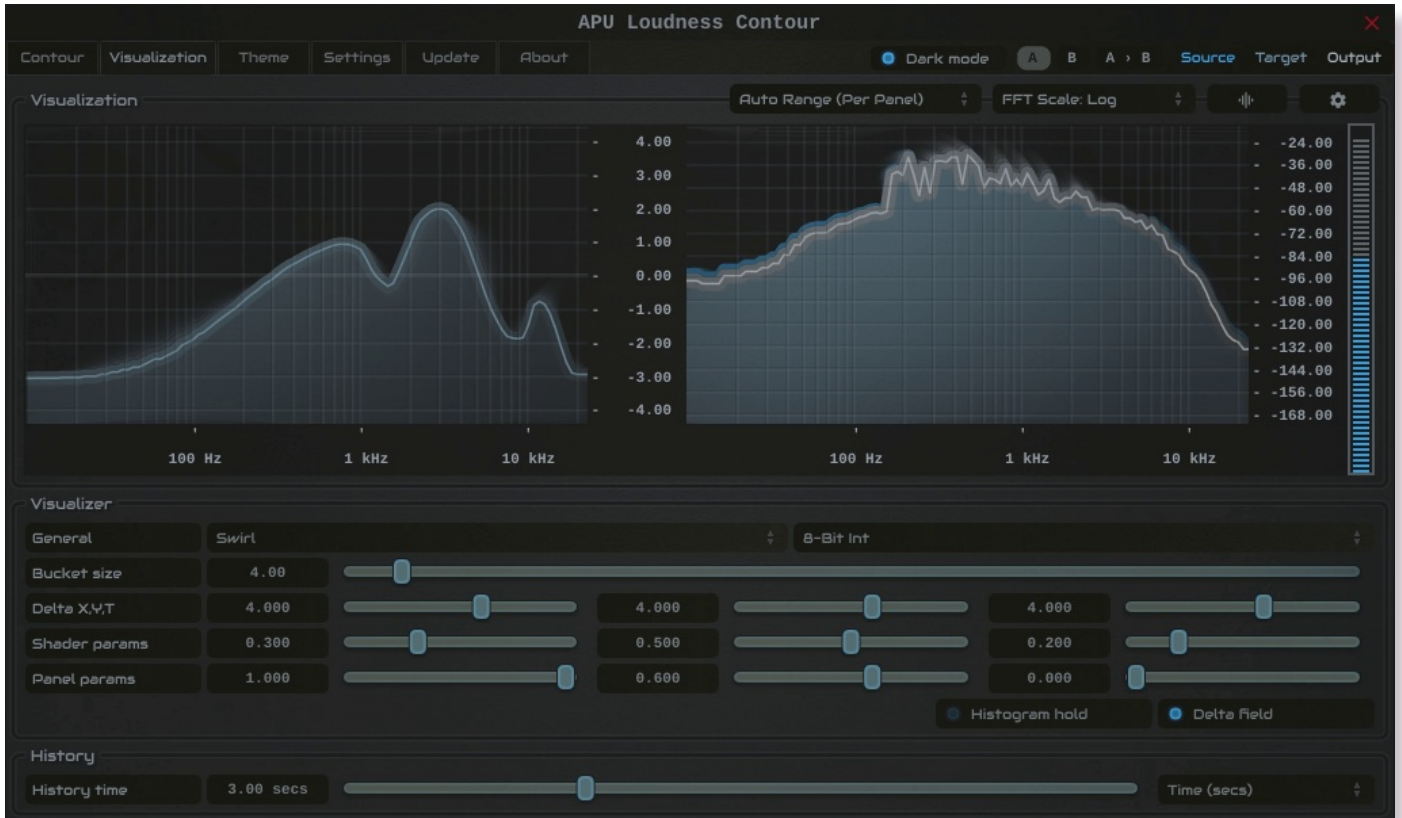 APU Loudness Contour
Contour Visualization Theme Settings Update About Dark mode A B A › B Source Target Output
Visualization Auto Range (Per Panel) FFT Scale: Log
4.00
3.00
2.00
1.00
0.00
-1.00
-2.00
-3.00
-4.00
100 Hz 1 kHz 10 kHz
-24.00
-36.00
-48.00
-60.00
-72.00
-84.00
-96.00
-108.00
-120.00
-132.00
-144.00
-156.00
-168.00
100 Hz 1 kHz 10 kHz
Visualizer
General Swirl 8-Bit Int
Bucket size 4.00
Delta X,Y,T 4.000 4.000 4.000
Shader params 0.300 0.500 0.200
Panel params 1.000 0.600 0.000
Histogram hold Delta field
History
History time 3.00 secs Time (secs)